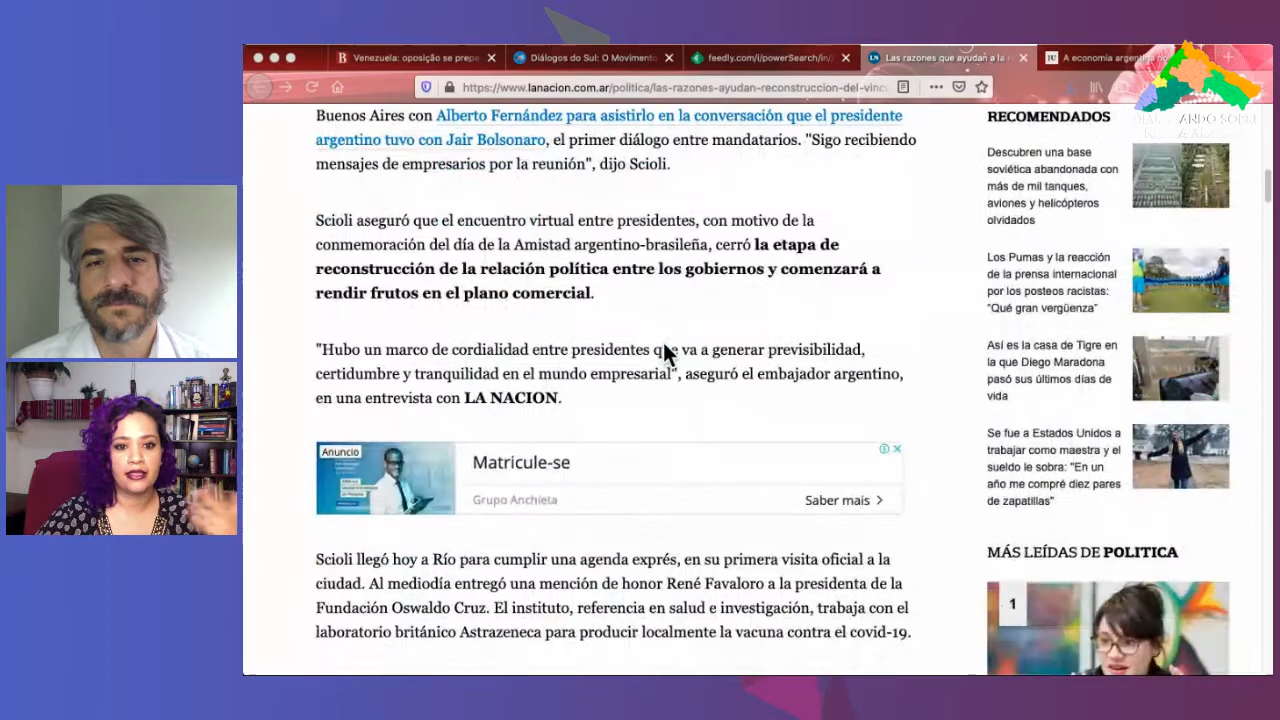 Venezuela: oposição se prepa
Diálogos do Sul: O Movimento
feedly.com/i/powerSearch/in/
Las razones que ayudan a la r
A economia argentina no
https://www.lanacion.com.ar/politica/las-razones-ayudan-reconstruccion-del-vinc
Buenos Aires con Alberto Fernández para asistirlo en la conversación que el presidente
argentino tuvo con Jair Bolsonaro, el primer diálogo entre mandatarios. "Sigo recibiendo
mensajes de empresarios por la reunión", dijo Scioli.
Scioli aseguró que el encuentro virtual entre presidentes, con motivo de la
conmemoración del día de la Amistad argentino-brasileña, cerró la etapa de
reconstrucción de la relación política entre los gobiernos y comenzará a
rendir frutos en el plano comercial.
"Hubo un marco de cordialidad entre presidentes que va a generar previsibilidad,
certidumbre y tranquilidad en el mundo empresarial", aseguró el embajador argentino,
en una entrevista con LA NACION.
Anuncio
Matricule-se
Grupo Anchieta
Saber mais
Scioli llegó hoy a Río para cumplir una agenda exprés, en su primera visita oficial a la
ciudad. Al mediodía entregó una mención de honor René Favaloro a la presidenta de la
Fundación Oswaldo Cruz. El instituto, referencia en salud e investigación, trabaja con el
laboratorio británico Astrazeneca para producir localmente la vacuna contra el covid-19.
RECOMENDADOS
Descubren una base
soviética abandonada con
más de mil tanques,
aviones y helicópteros
olvidados
Los Pumas y la reacción
de la prensa internacional
por los posteos racistas:
"Qué gran vergüenza"
Así es la casa de Tigre en
la que Diego Maradona
pasó sus últimos días de
vida
Se fue a Estados Unidos a
trabajar como maestra y el
sueldo le sobra: "En un
año me compré diez pares
de zapatillas"
MÁS LEÍDAS DE POLITICA
1